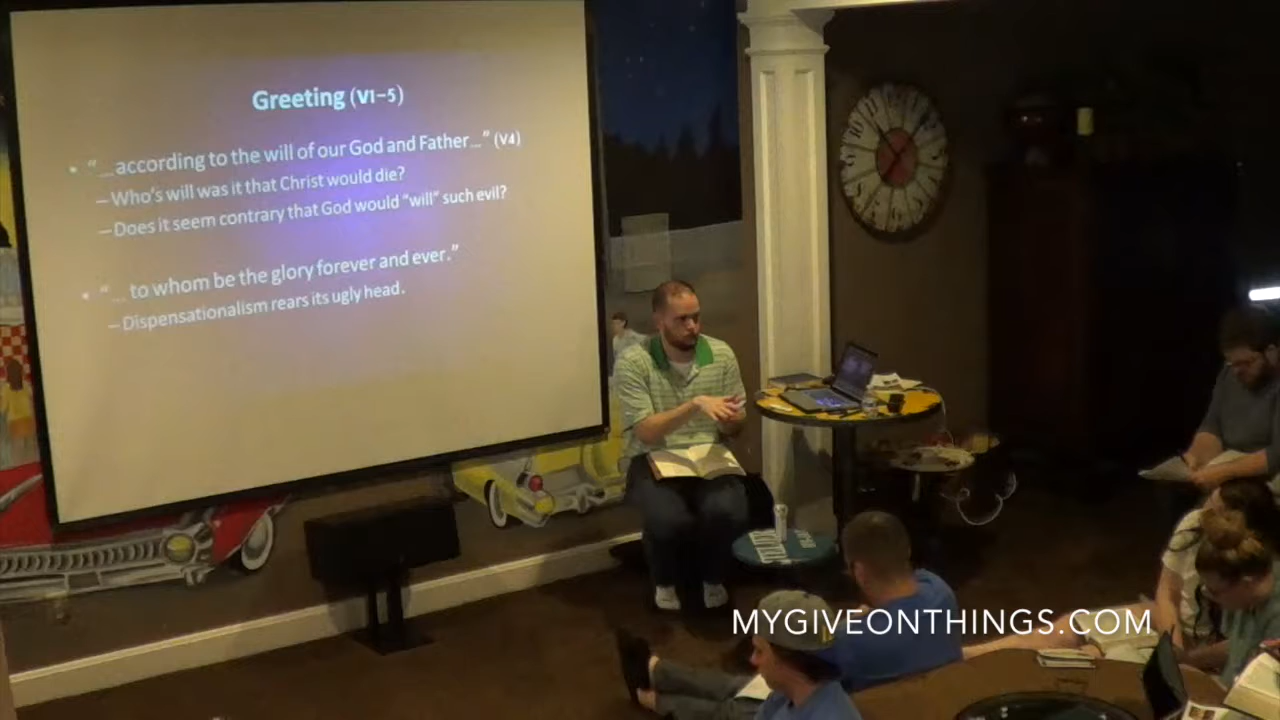 Greeting (V1–5)
• “…according to the will of our God and Father…” (V4)
–Who’s will was it that Christ would die?
–Does it seem contrary that God would “will” such evil?
• “… to whom be the glory forever and ever.”
–Dispensationalism rears its ugly head.
MYGIVEONTHINGS.COM